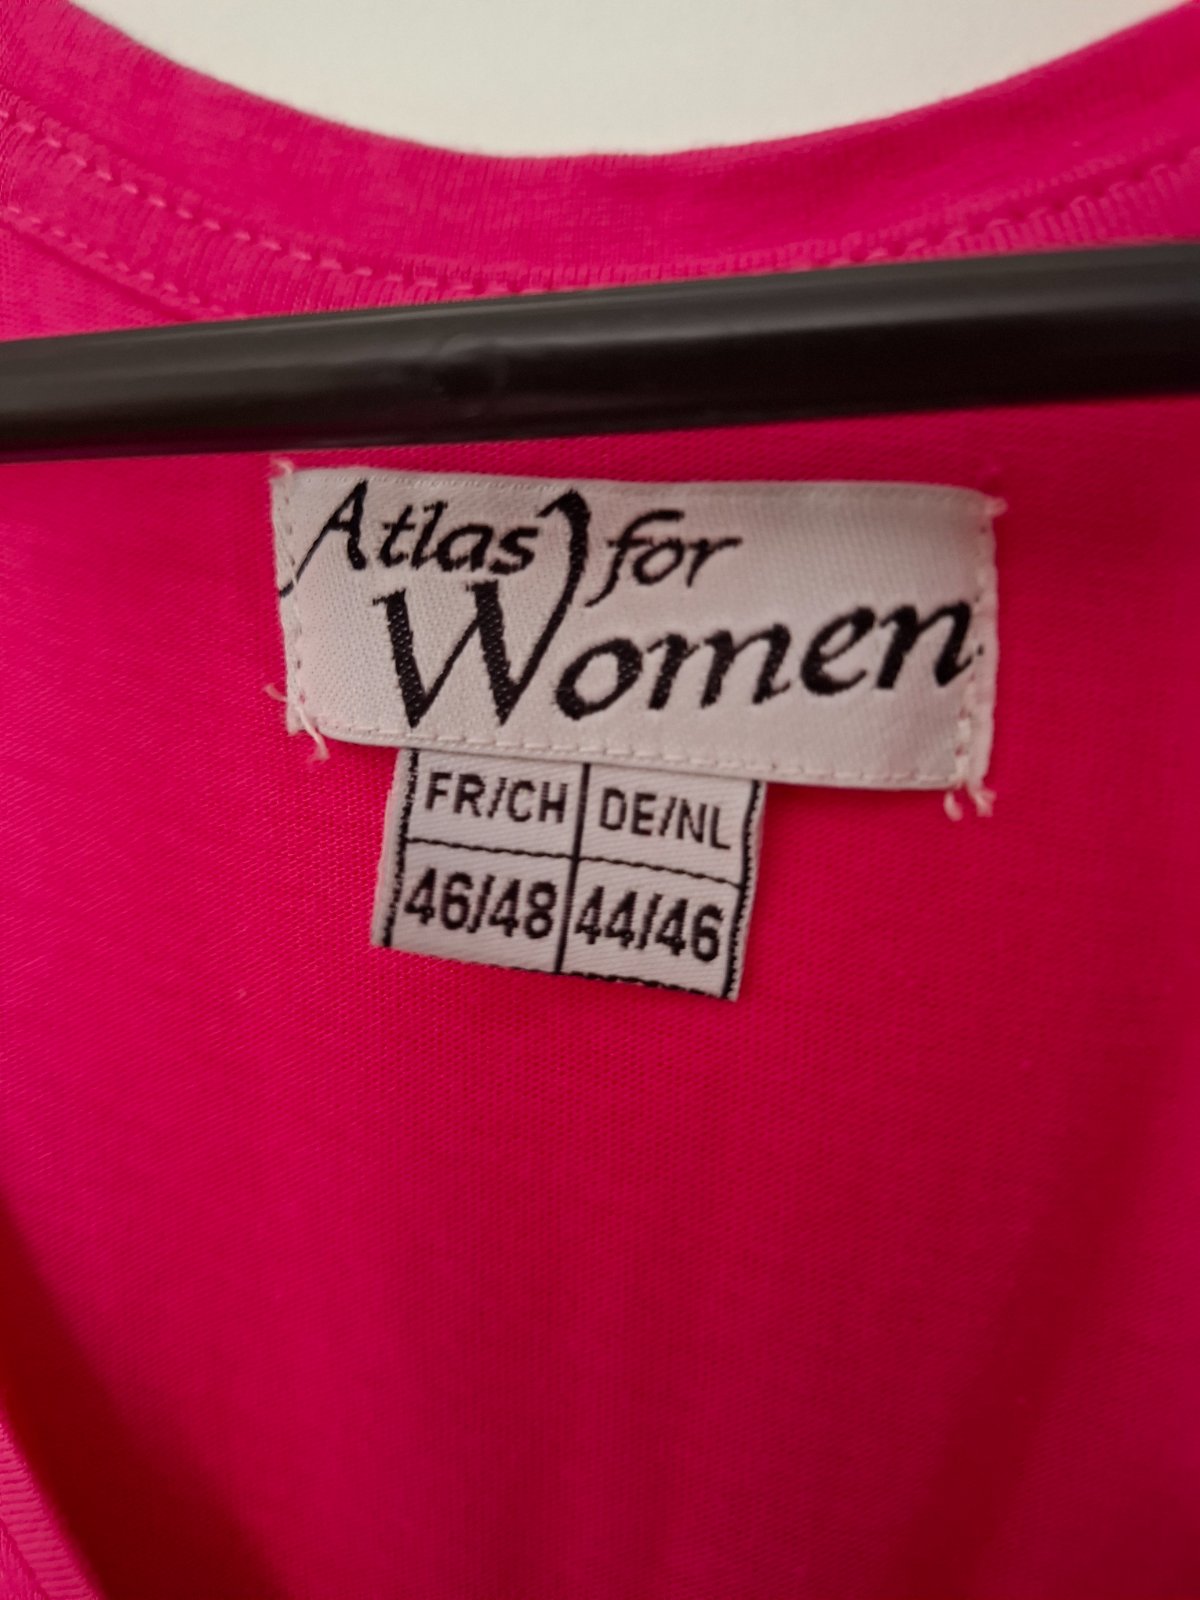 Atlas for
Women
FR/CH DE/NL
46/48 44/46